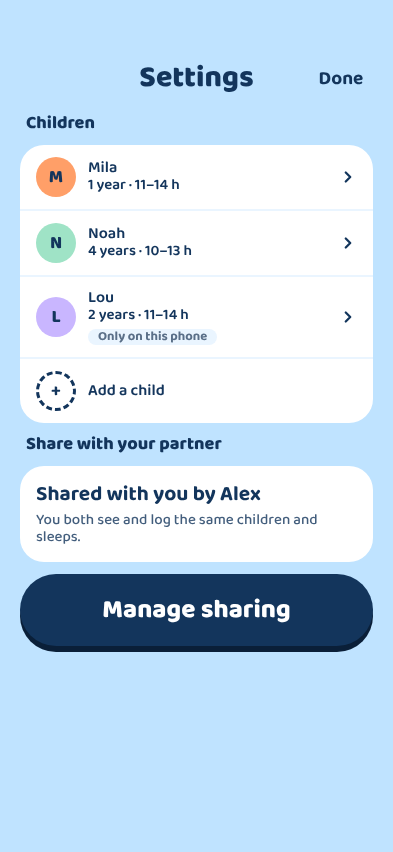 Settings
Done
Children
M
Mila
1 year · 11–14 h
N
Noah
4 years · 10–13 h
L
Lou
2 years · 11–14 h
Only on this phone
+
Add a child
Share with your partner
Shared with you by Alex
You both see and log the same children and
sleeps.
Manage sharing